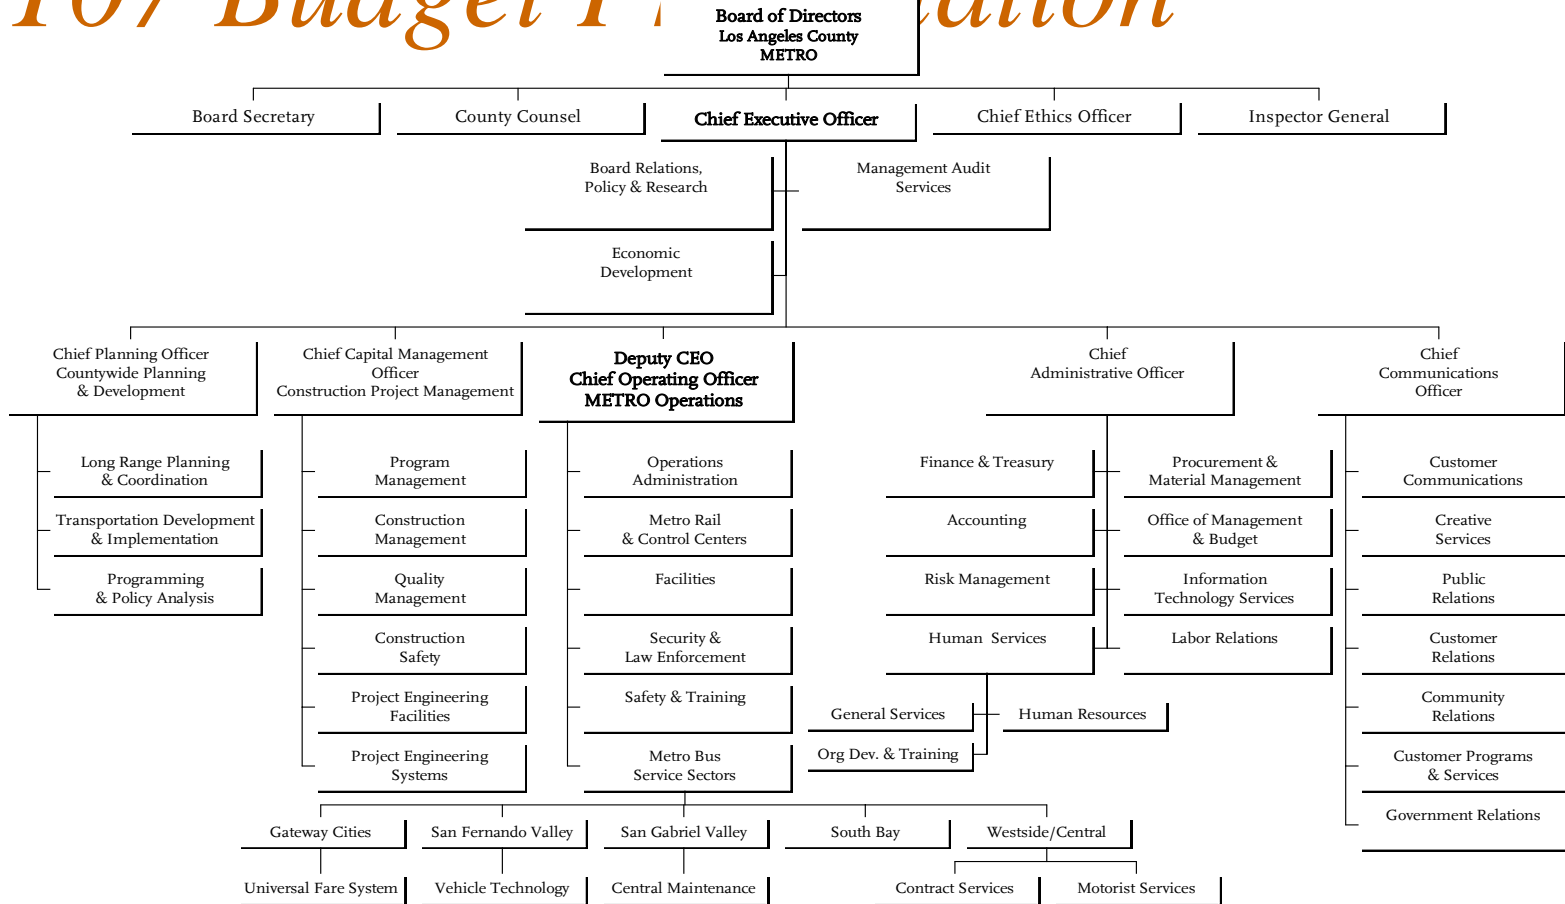 107 Budget P
ation
Board of Directors
Los Angeles County
METRO
Board Secretary
County Counsel
Chief Executive Officer
Chief Ethics Officer
Inspector General
Board Relations,
Policy & Research
Management Audit
Services
Economic
Development
Chief Planning Officer
Countywide Planning
& Development
Chief Capital Management
Officer
Construction Project Management
Deputy CEO
Chief Operating Officer
METRO Operations
Chief
Administrative Officer
Chief
Communications
Officer
Long Range Planning
& Coordination
Transportation Development
& Implementation
Programming
& Policy Analysis
Program
Management
Construction
Management
Quality
Management
Construction
Safety
Project Engineering
Facilities
Project Engineering
Systems
Operations
Administration
Metro Rail
& Control Centers
Facilities
Security &
Law Enforcement
Safety & Training
Metro Bus
Service Sectors
Finance & Treasury
Accounting
Risk Management
Human Services
Procurement &
Material Management
Office of Management
& Budget
Information
Technology Services
Labor Relations
General Services
Human Resources
Org Dev. & Training
Customer
Communications
Creative
Services
Public
Relations
Customer
Relations
Community
Relations
Customer Programs
& Services
Government Relations
Gateway Cities
San Fernando Valley
San Gabriel Valley
South Bay
Westside/Central
Universal Fare System
Vehicle Technology
Central Maintenance
Contract Services
Motorist Services